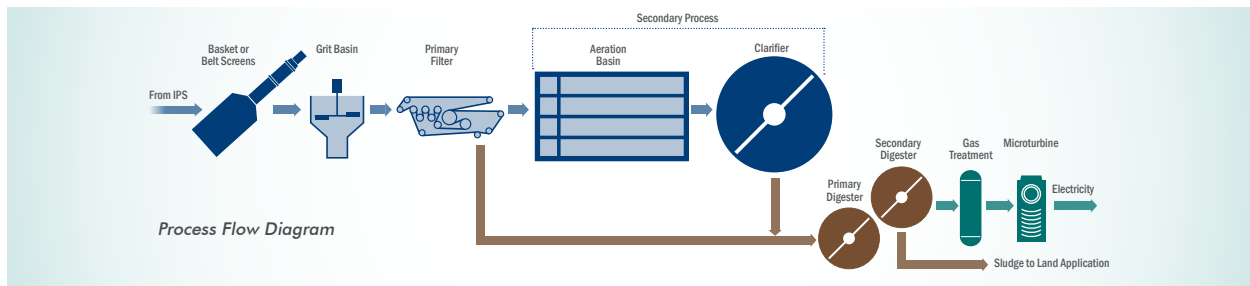 Secondary Process
Basket or
Belt Screens
Grit Basin
Primary
Filter
Aeration
Basin
Clarifier
From IPS
Secondary
Digester
Gas
Treatment
Microturbine
Primary
Digester
Electricity
Process Flow Diagram
Sludge to Land Application